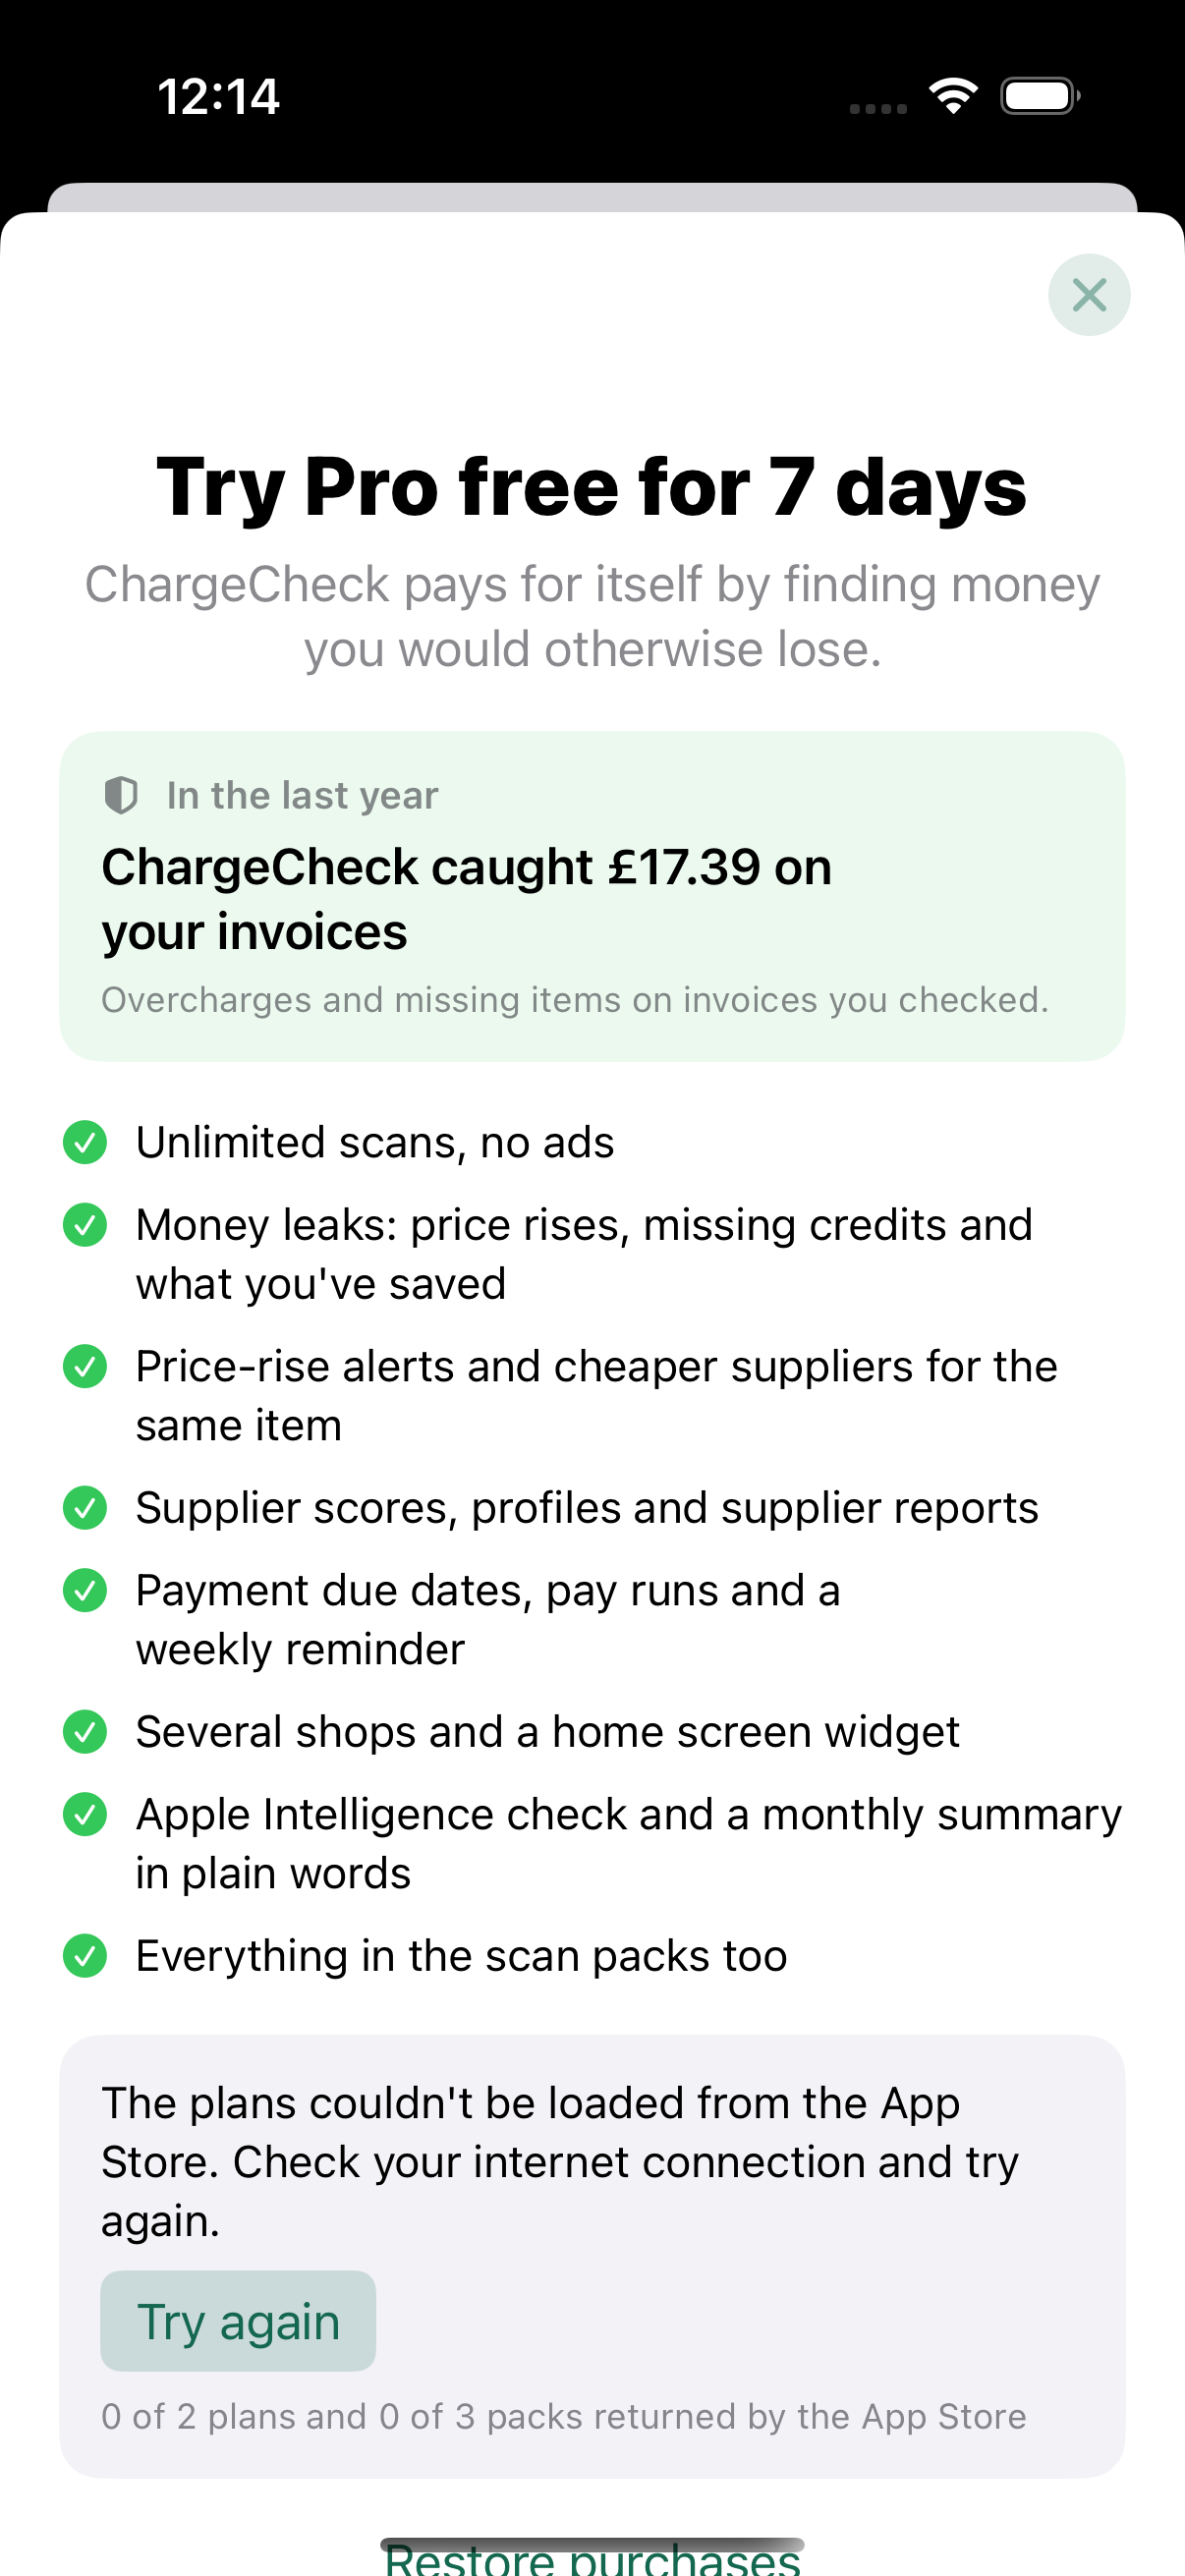 12:14
Try Pro free for 7 days
ChargeCheck pays for itself by finding money
you would otherwise lose.
In the last year
ChargeCheck caught £17.39 on
your invoices
Overcharges and missing items on invoices you checked.
Unlimited scans, no ads
Money leaks: price rises, missing credits and
what you've saved
Price-rise alerts and cheaper suppliers for the
same item
Supplier scores, profiles and supplier reports
Payment due dates, pay runs and a
weekly reminder
Several shops and a home screen widget
Apple Intelligence check and a monthly summary
in plain words
Everything in the scan packs too
The plans couldn't be loaded from the App
Store. Check your internet connection and try
again.
Try again
0 of 2 plans and 0 of 3 packs returned by the App Store
Restore purchases